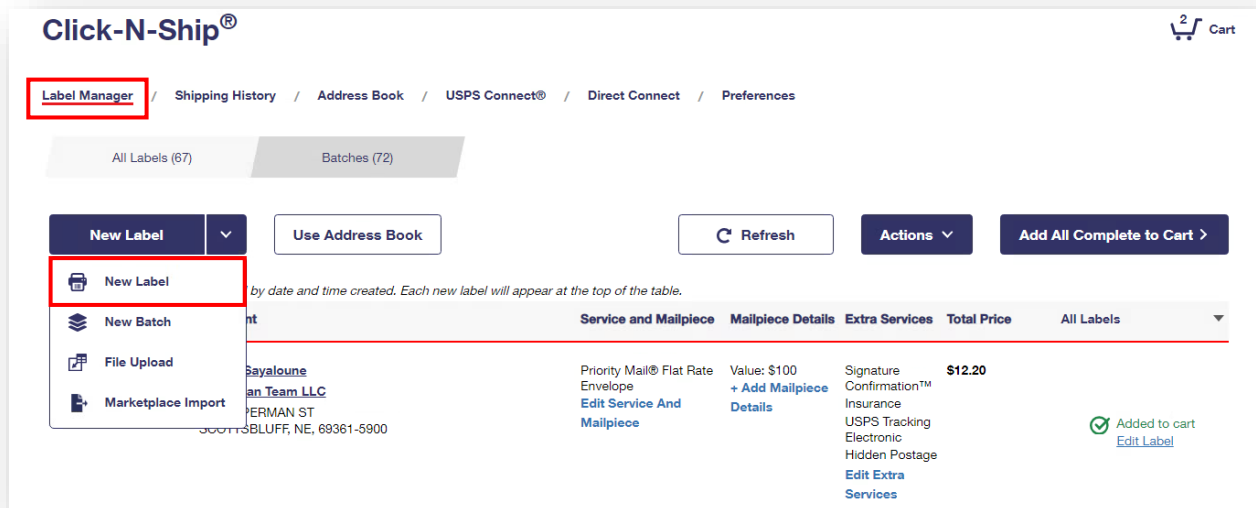 Click-N-Ship®
2 Cart
Label Manager / Shipping History / Address Book / USPS Connect® / Direct Connect / Preferences
All Labels (67) Batches (72)
New Label Use Address Book Refresh Actions Add All Complete to Cart >
New Label
by date and time created. Each new label will appear at the top of the table.
New Batch
nt Service and Mailpiece Mailpiece Details Extra Services Total Price All Labels
File Upload
Marketplace Import
Sayaloune
an Team LLC
PERMAN ST
SCOTTSBLUFF, NE, 69361-5900
Priority Mail® Flat Rate
Envelope
Edit Service And
Mailpiece
Value: $100
+ Add Mailpiece
Details
Signature
Confirmation™
Insurance
USPS Tracking
Electronic
Hidden Postage
Edit Extra
Services
$12.20
Added to cart
Edit Label